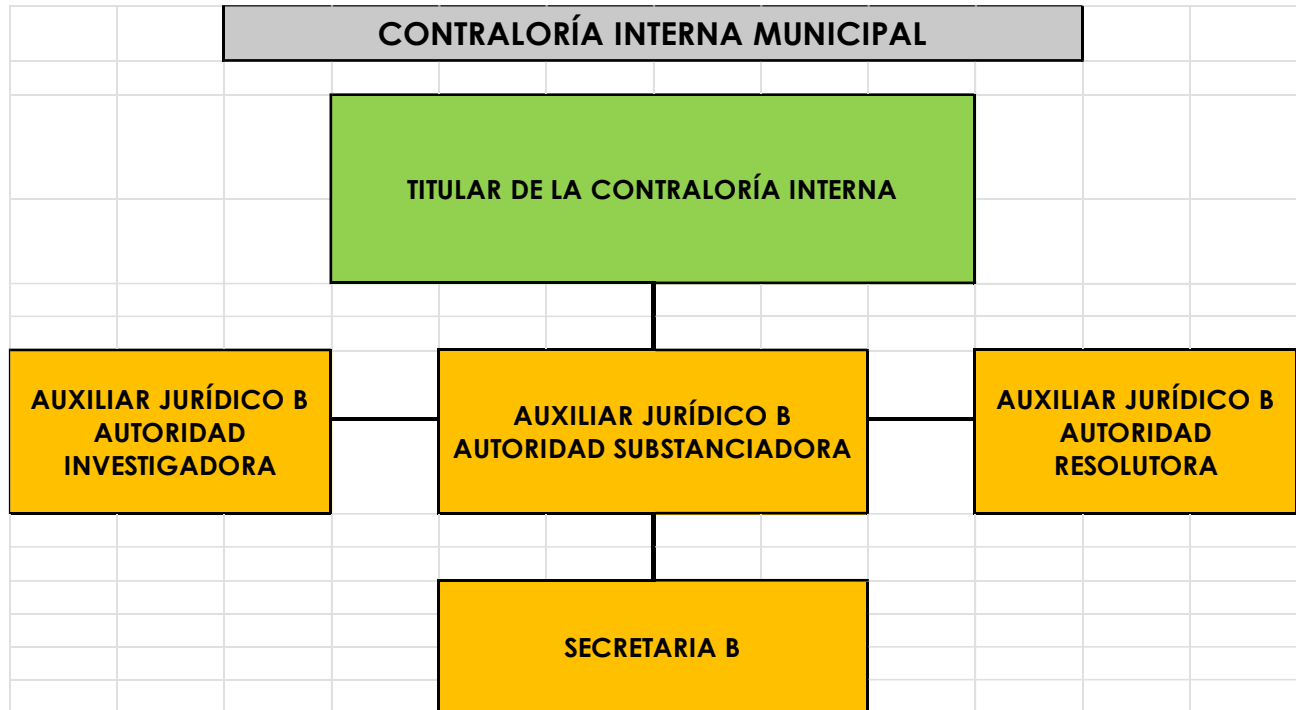 CONTRALORÍA INTERNA MUNICIPAL
TITULAR DE LA CONTRALORÍA INTERNA
AUXILIAR JURÍDICO B
AUTORIDAD
INVESTIGADORA
AUXILIAR JURÍDICO B
AUTORIDAD SUBSTANCIADORA
AUXILIAR JURÍDICO B
AUTORIDAD
RESOLUTORA
SECRETARIA B